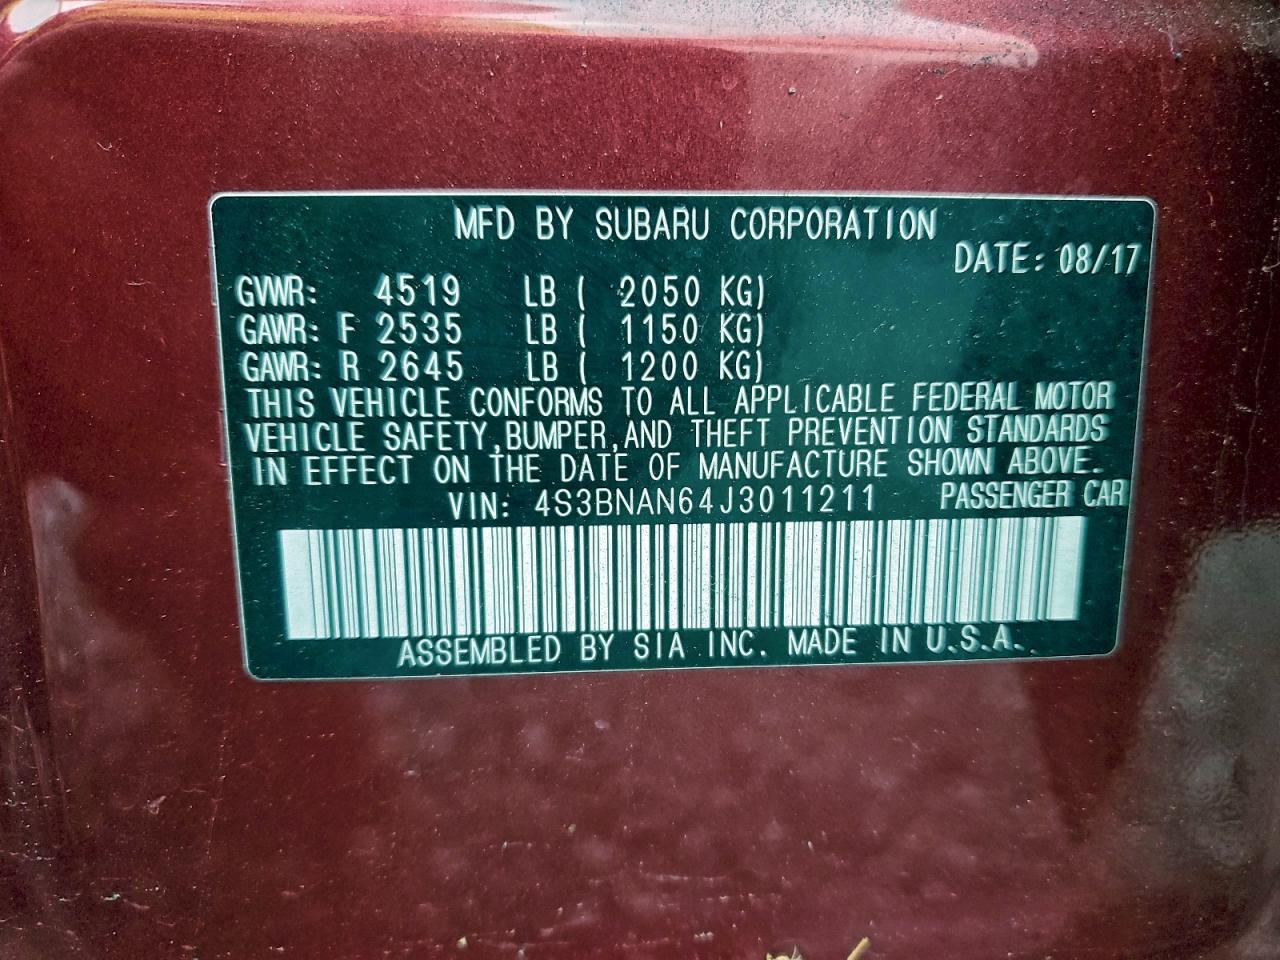 MFD BY SUBARU CORPORATION
DATE: 08/17
GVWR: 4519 LB ( 2050 KG)
GAWR: F 2535 LB ( 1150 KG)
GAWR: R 2645 LB ( 1200 KG)
THIS VEHICLE CONFORMS TO ALL APPLICABLE FEDERAL MOTOR
VEHICLE SAFETY,BUMPER,AND THEFT PREVENTION STANDARDS
IN EFFECT ON THE DATE OF MANUFACTURE SHOWN ABOVE.
VIN: 4S3BNAN64J3011211 PASSENGER CAR
ASSEMBLED BY SIA INC. MADE IN U.S.A.